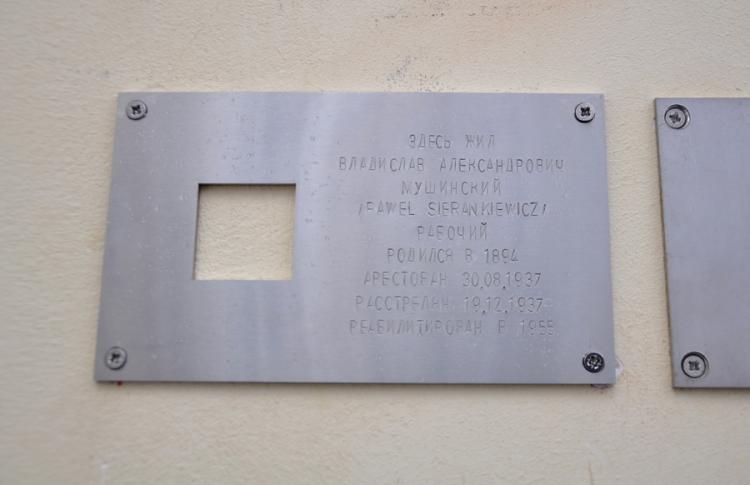 ЗДЕСЬ ЖИЛ
ВЛАДИСЛАВ АЛЕКСАНДРОВИЧ
МУШИНСКИЙ
/PAWEL SIERANKIEWICZ/
РАБОЧИЙ
РОДИЛСЯ В 1894
АРЕСТОВАН 30.08.1937
РАССТРЕЛЯН 19.12.1937
РЕАБИЛИТИРОВАН В 1955